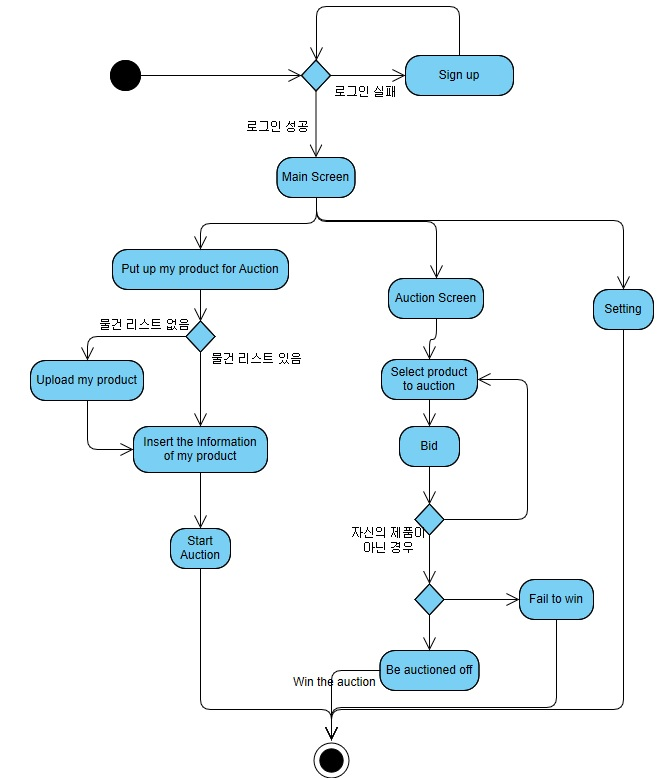 Sign up
로그인 실패
로그인 성공
Main Screen
Put up my product for Auction
Auction Screen
Setting
물건 리스트 없음
물건 리스트 있음
Upload my product
Select product
to auction
Insert the Information
of my product
Bid
Start
Auction
자신의 제품이
아닌 경우
Fail to win
Be auctioned off
Win the auction